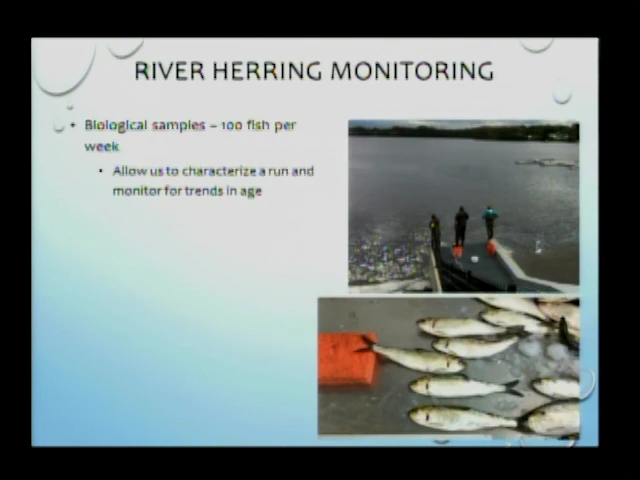 RIVER HERRING MONITORING
• Biological samples – 100 fish per
week
• Allow us to characterize a run and
monitor for trends in age